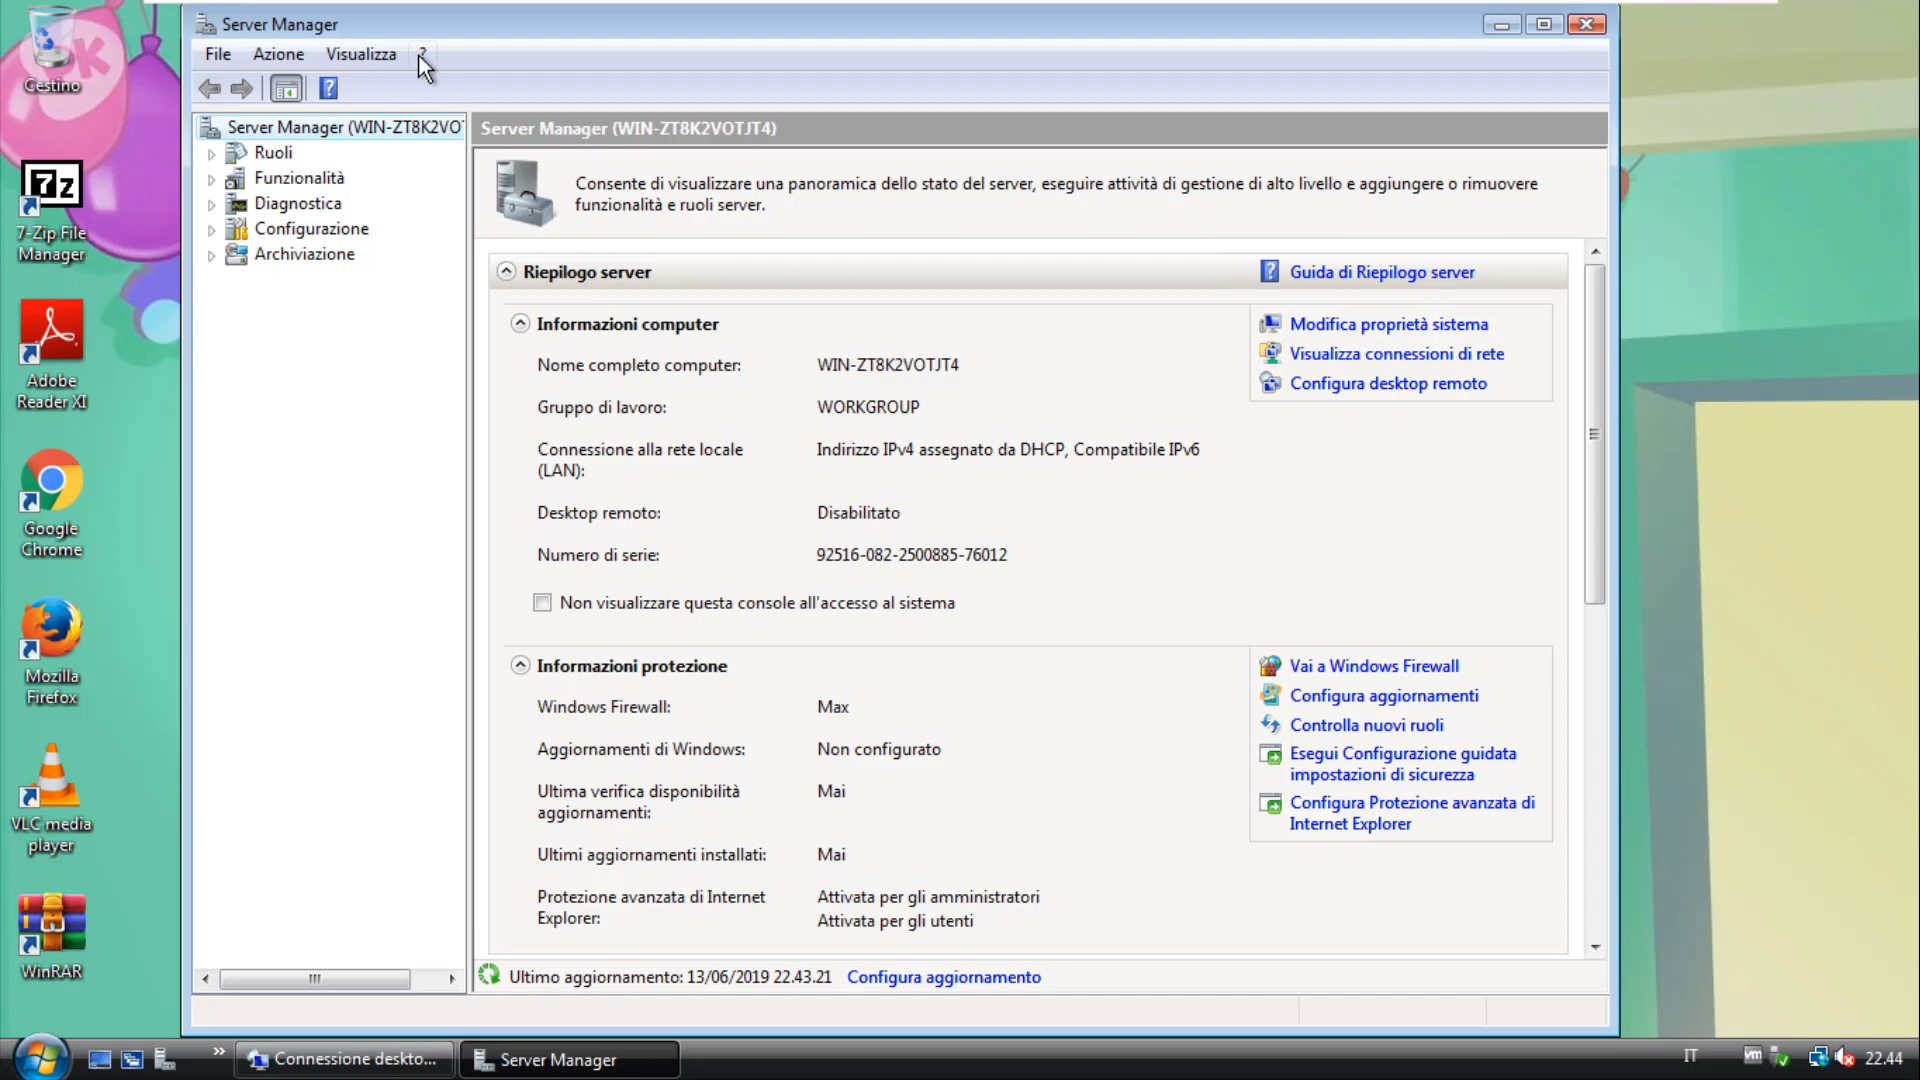 Server Manager
File Azione Visualizza ?
Server Manager (WIN-ZT8K2VOT
Ruoli
Funzionalità
Diagnostica
Configurazione
Archiviazione
Server Manager (WIN-ZT8K2VOTJT4)
Consente di visualizzare una panoramica dello stato del server, eseguire attività di gestione di alto livello e aggiungere o rimuovere
funzionalità e ruoli server.
Riepilogo server
Guida di Riepilogo server
Informazioni computer
Nome completo computer: WIN-ZT8K2VOTJT4
Gruppo di lavoro: WORKGROUP
Connessione alla rete locale
(LAN):
Indirizzo IPv4 assegnato da DHCP, Compatibile IPv6
Desktop remoto: Disabilitato
Numero di serie: 92516-082-2500885-76012
Non visualizzare questa console all'accesso al sistema
Modifica proprietà sistema
Visualizza connessioni di rete
Configura desktop remoto
Informazioni protezione
Windows Firewall: Max
Aggiornamenti di Windows: Non configurato
Ultima verifica disponibilità
aggiornamenti:
Mai
Ultimi aggiornamenti installati: Mai
Protezione avanzata di Internet
Explorer:
Attivata per gli amministratori
Attivata per gli utenti
Vai a Windows Firewall
Configura aggiornamenti
Controlla nuovi ruoli
Esegui Configurazione guidata
impostazioni di sicurezza
Configura Protezione avanzata di
Internet Explorer
Ultimo aggiornamento: 13/06/2019 22.43.21 Configura aggiornamento
Cestino
7z
7-Zip File
Manager
Adobe
Reader XI
Google
Chrome
Mozilla
Firefox
VLC media
player
WinRAR
Connessione deskto...
Server Manager
IT
vm
22.44